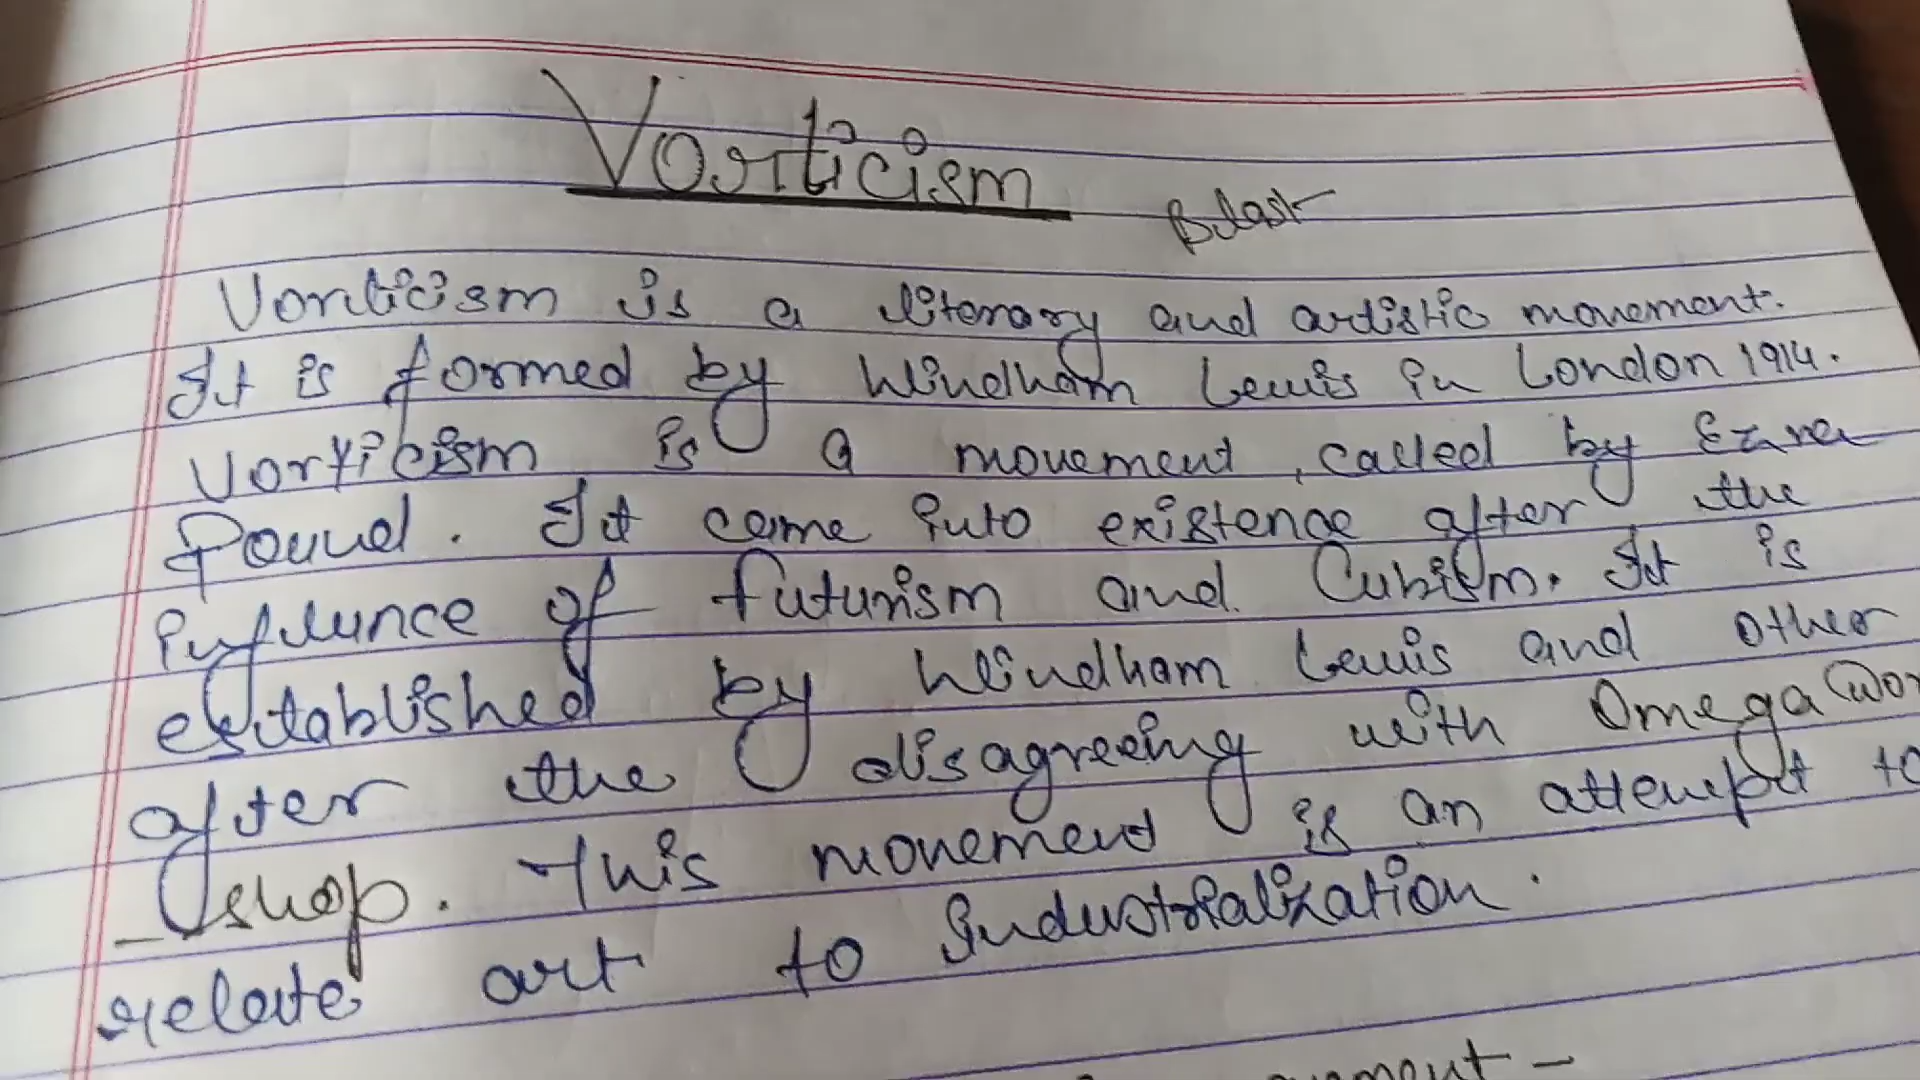 Vorticism
Blast
Vorticism is a literary and artistic movement.
It is formed by Windham Lewis in London 1914.
Vorticism is a movement, called by Ezra
Pound. It came into existence after the
influnce of futurism and Cubism. It is
established by Windham Lewis and other
after the disagreeing with Omega Wor
shop. This movement is an attempt to
relate art to Industrialization.